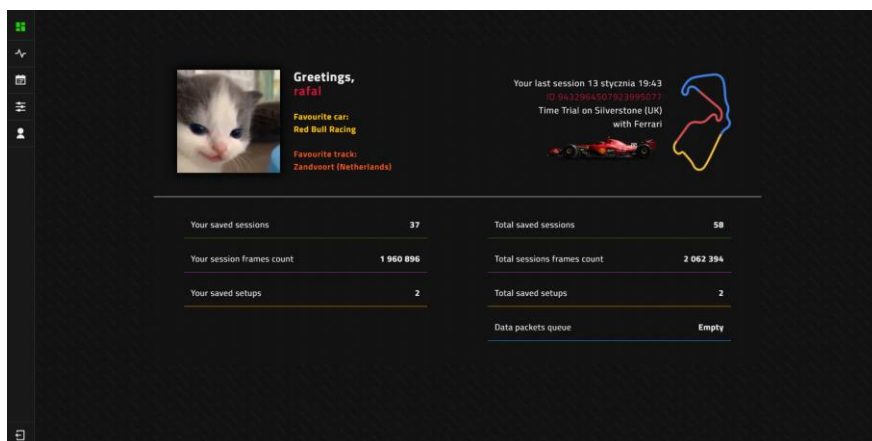 Greetings,
rafal
Favourite car:
Red Bull Racing
Favourite track:
Zandvoort (Netherlands)
Your last session 13 stycznia 19:43
ID 9432964507923995077
Time Trial on Silverstone (UK)
with Ferrari
Your saved sessions 37
Your session frames count 1 960 896
Your saved setups 2
Total saved sessions 58
Total sessions frames count 2 062 394
Total saved setups 2
Data packets queue Empty